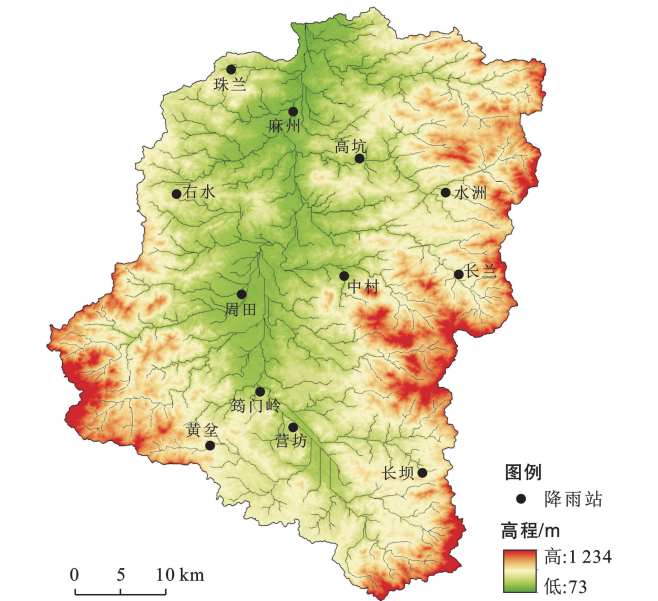 珠兰
麻州
高坑
石水
水洲
长兰
中村
周田
筠门岭
黄坌
营坊
长坝
图例
降雨站
高程/m
高:1 234
低:73
0 5 10 km